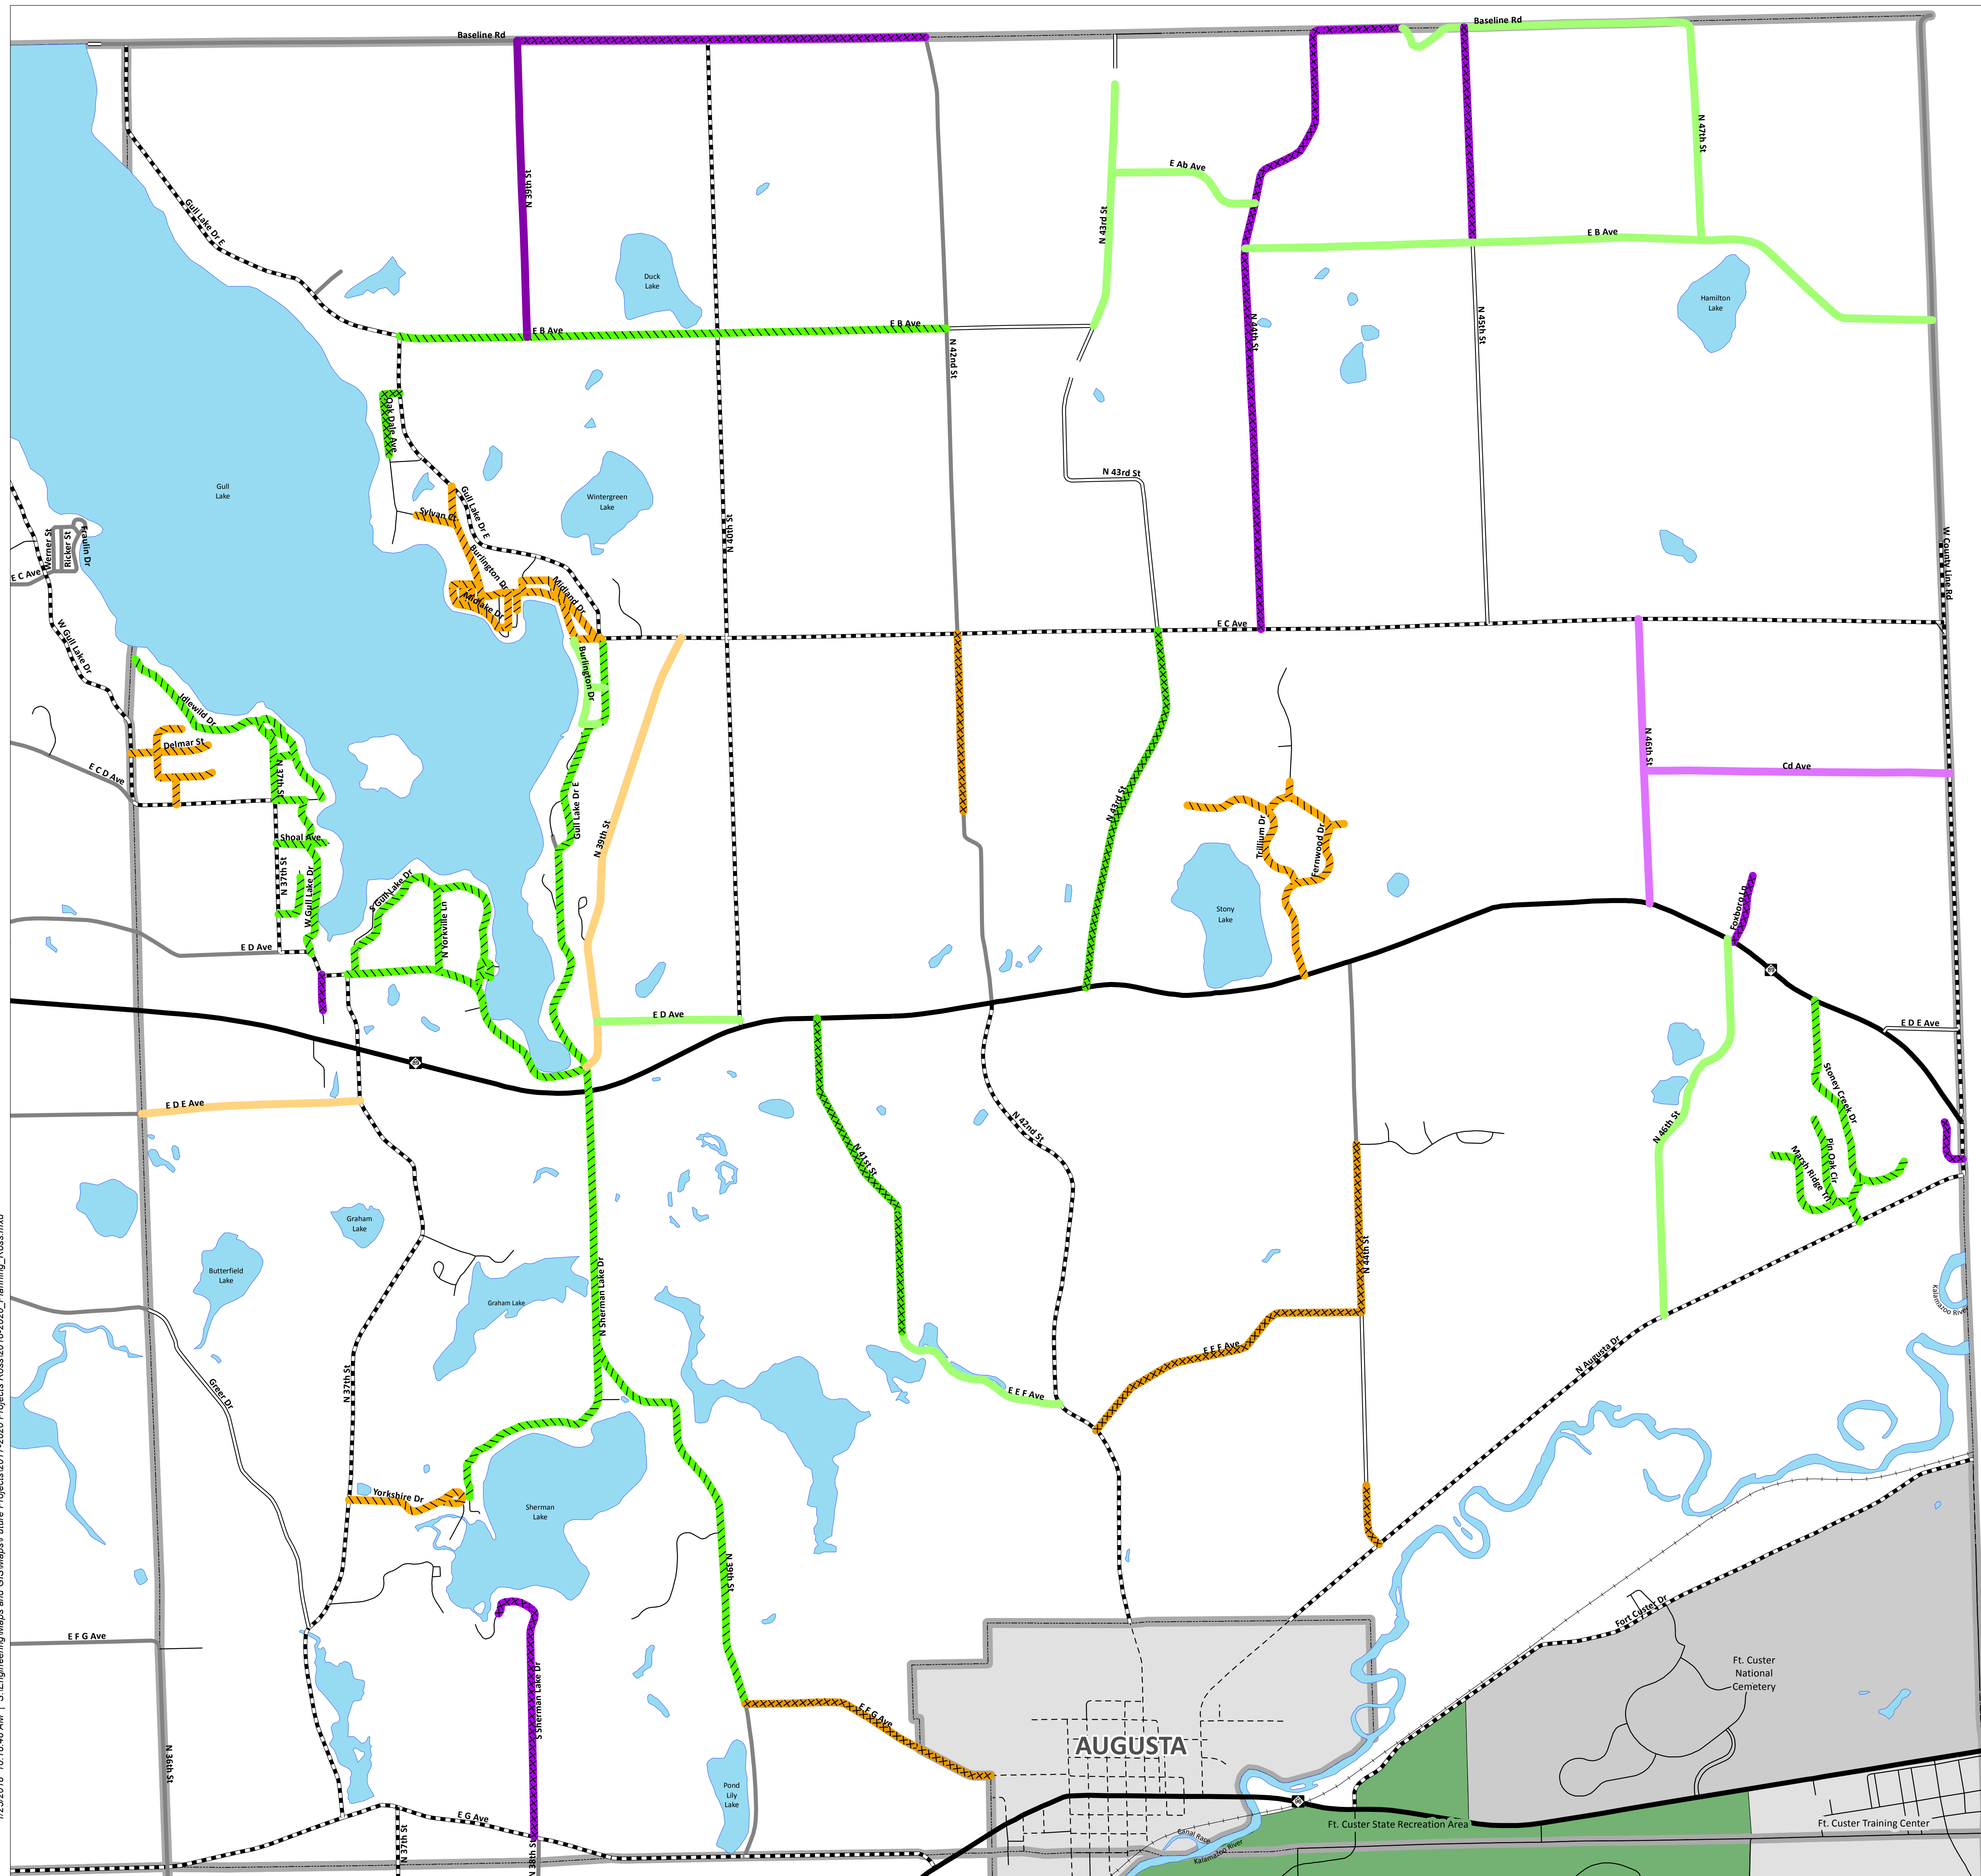 Baseline Rd
Baseline Rd
N 47th St
N 36th St
E Ab Ave
Gull Lake Dr E
N 43rd St
E B Ave
Duck
Lake
Hamilton
Lake
E B Ave
E B Ave
N 44th St
N 45th St
N 42nd St
Oak Dale Ave
N 43rd St
Gull
Lake
Wintergreen
Lake
Sylvan Ct
Gull Lake Dr E
N 40th St
Werner St
Ricker St
Fraulin Dr
E C Ave
Burlington Dr
Midland Dr
Midlake Dr
W County Line Rd
E C Ave
W Gull Lake Dr
Burlington Dr
Idlewild Dr
Delmar St
N 46th St
E C D Ave
N 37th St
Cd Ave
Gull Lake Dr E
N 43rd St
N 39th St
Shoal Ave
Trillium Dr
Fernwood Dr
N 37th St
W Gull Lake Dr
S Gull Lake Dr
N Yorkville Ln
Stony
Lake
Foxboro Ln
E D Ave
89
E D Ave
E D E Ave
89
E D E Ave
N 42nd St
Stoney Creek Dr
N 46th St
N 41st St
Pin Oak Cir
Marsh Ridge Trl
Graham
Lake
N 44th St
Butterfield
Lake
Graham Lake
N Sherman Lake Dr
Kalamazoo River
E E F Ave
N Augusta Dr
Greer Dr
N 37th St
E E F Ave
Yorkshire Dr
Sherman
Lake
N 39th St
Fort Custer Dr
E F G Ave
Ft. Custer
National
Cemetery
S Sherman Lake Dr
E F G Ave
AUGUSTA
N 36th St
Pond
Lily
Lake
96
E G Ave
Ft. Custer State Recreation Area
Ft. Custer Training Center
Canal Race
Kalamazoo River
N 37th St
N 38th St